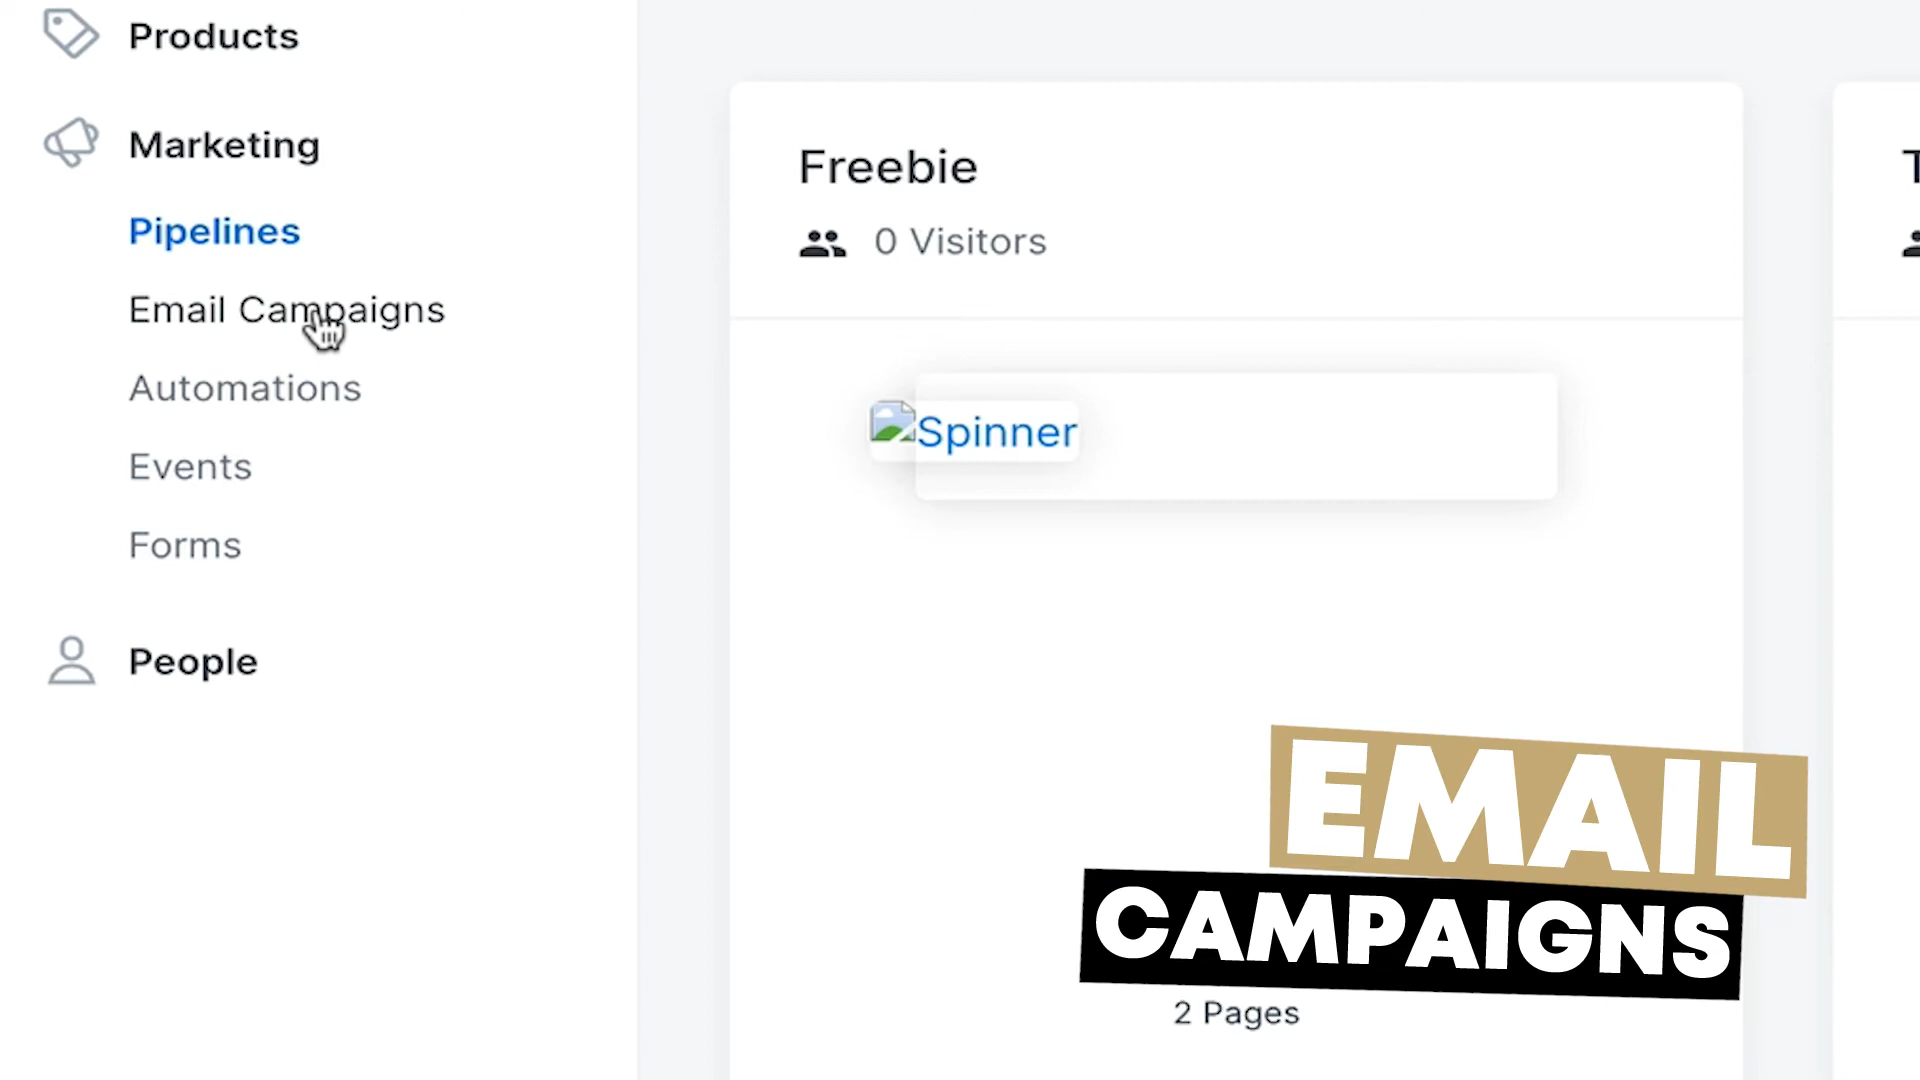 Products
Marketing
Pipelines
Email Campaigns
Automations
Events
Forms
People
Freebie
0 Visitors
Spinner
2 Pages
T
EMAIL
CAMPAIGNS